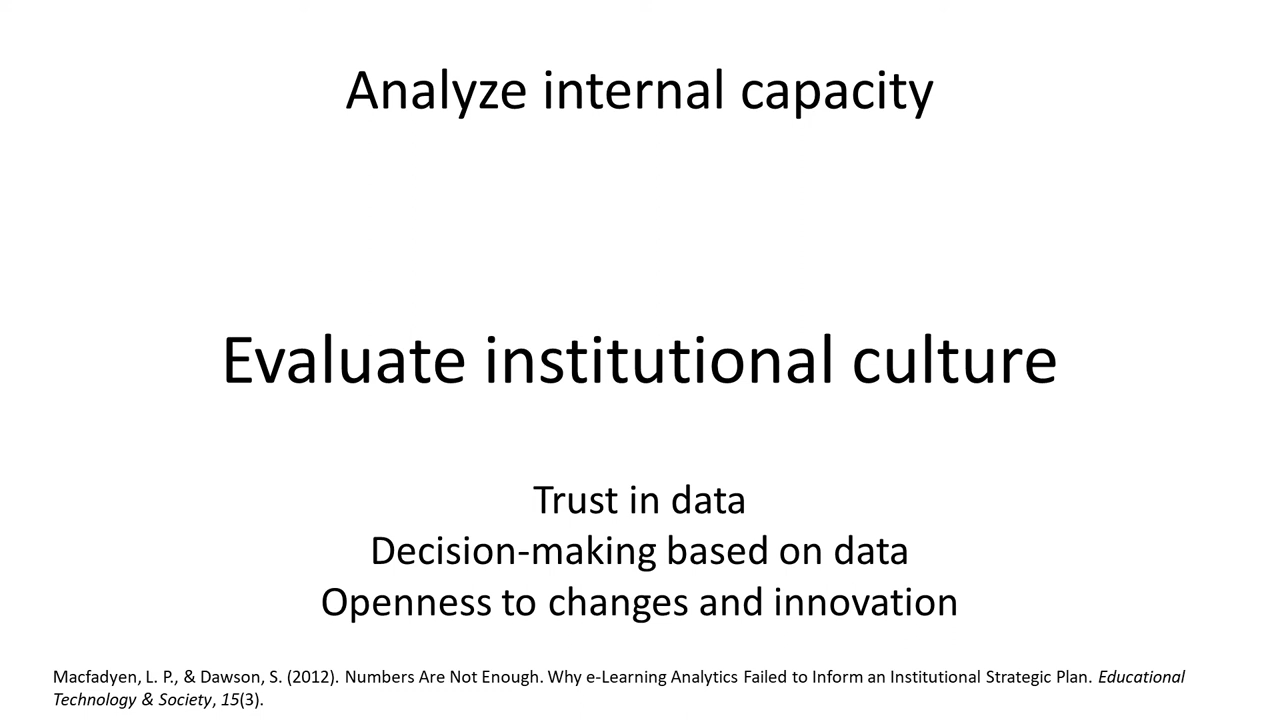 Analyze internal capacity
Evaluate institutional culture
Trust in data
Decision-making based on data
Openness to changes and innovation
Macfadyen, L. P., & Dawson, S. (2012). Numbers Are Not Enough. Why e-Learning Analytics Failed to Inform an Institutional Strategic Plan. Educational
Technology & Society, 15(3).